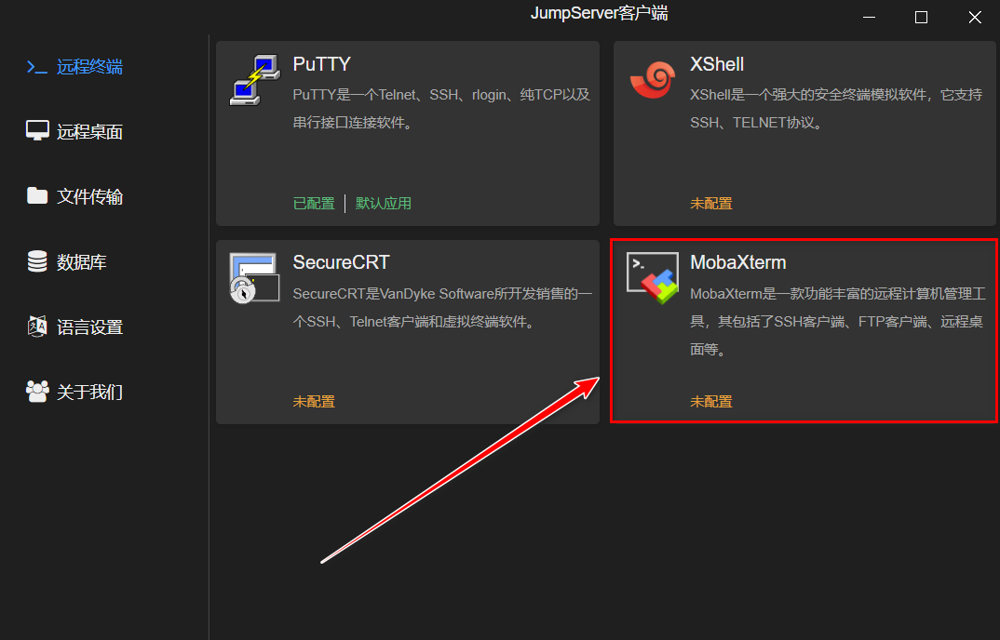 JumpServer客户端
远程终端
远程桌面
文件传输
数据库
语言设置
关于我们
PuTTY
PuTTY是一个Telnet、SSH、rlogin、纯TCP以及
串行接口连接软件。
已配置 | 默认应用
XShell
XShell是一个强大的安全终端模拟软件，它支持
SSH、TELNET协议。
未配置
SecureCRT
SecureCRT是VanDyke Software所开发销售的一
个SSH、Telnet客户端和虚拟终端软件。
未配置
MobaXterm
MobaXterm是一款功能丰富的远程计算机管理工
具，其包括了SSH客户端、FTP客户端、远程桌
面等。
未配置